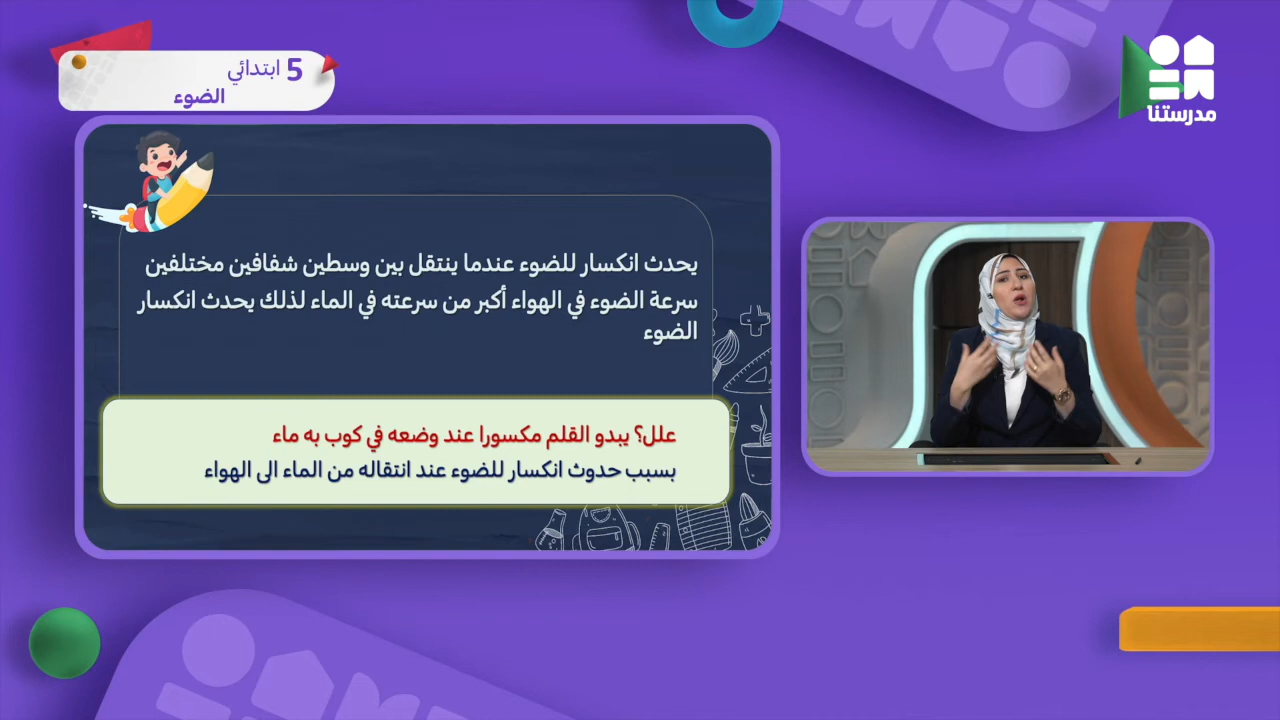 5 ابتدائي
الضوء
مدرستنا
يحدث انكسار للضوء عندما ينتقل بين وسطين شفافين مختلفين
سرعة الضوء في الهواء أكبر من سرعته في الماء لذلك يحدث انكسار
الضوء
علل؟ يبدو القلم مكسورا عند وضعه في كوب به ماء
بسبب حدوث انكسار للضوء عند انتقاله من الماء الى الهواء